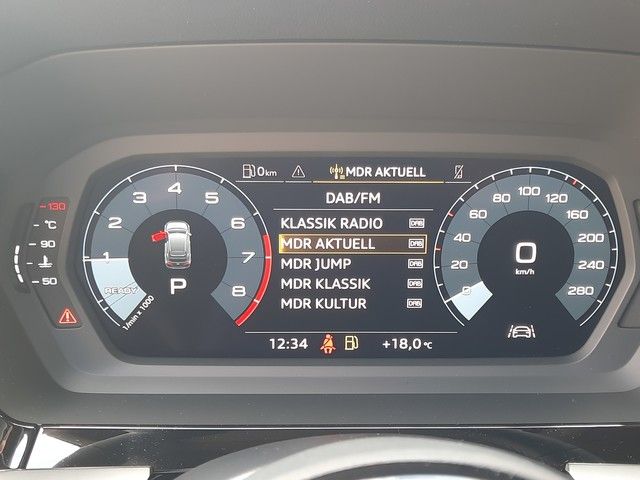 0km
MDR AKTUELL
DAB/FM
KLASSIK RADIO DAB
MDR AKTUELL DAB
MDR JUMP DAB
MDR KLASSIK DAB
MDR KULTUR DAB
12:34 +18,0°C
130
°C
90
50
READY 1 2 3 4 5 6 7 8
1/min x 1000
P
0 20 40 60 80 100 120 160 200 240 280
0
km/h